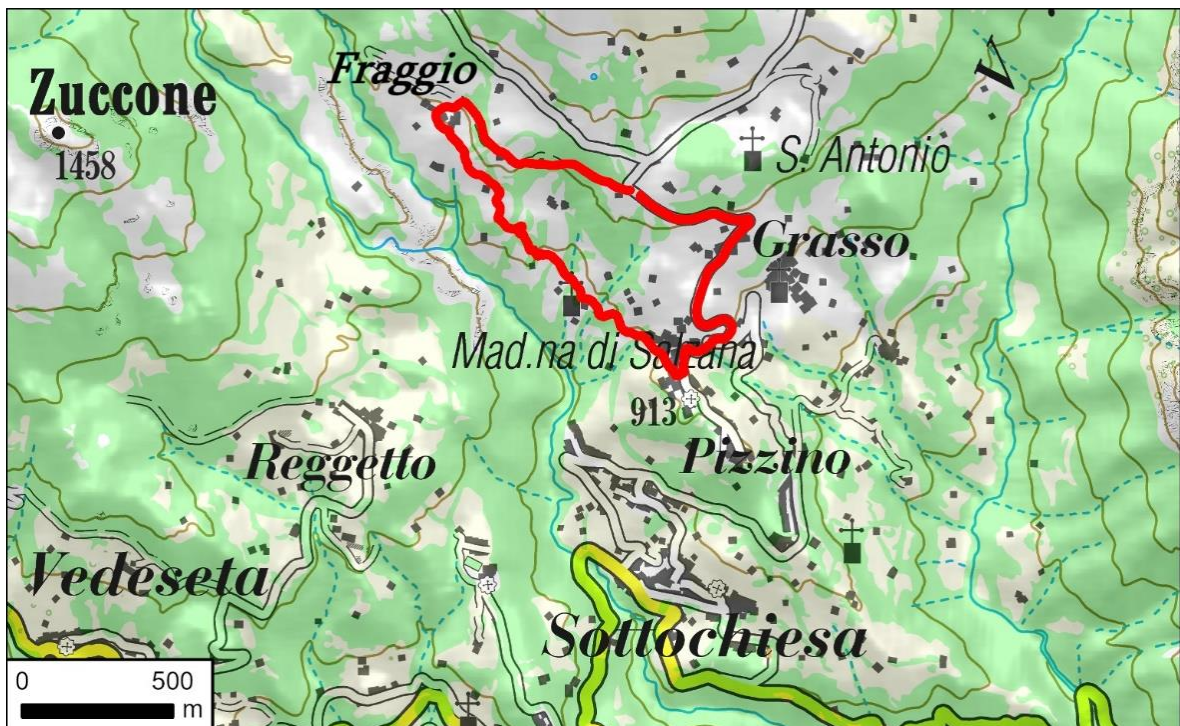 Fraggio
V
Zuccone
1458
S. Antonio
Grasso
Mad.na di Salzana
913
Pizzino
Reggetto
Vedeseta
Sottochiesa
0 500
m